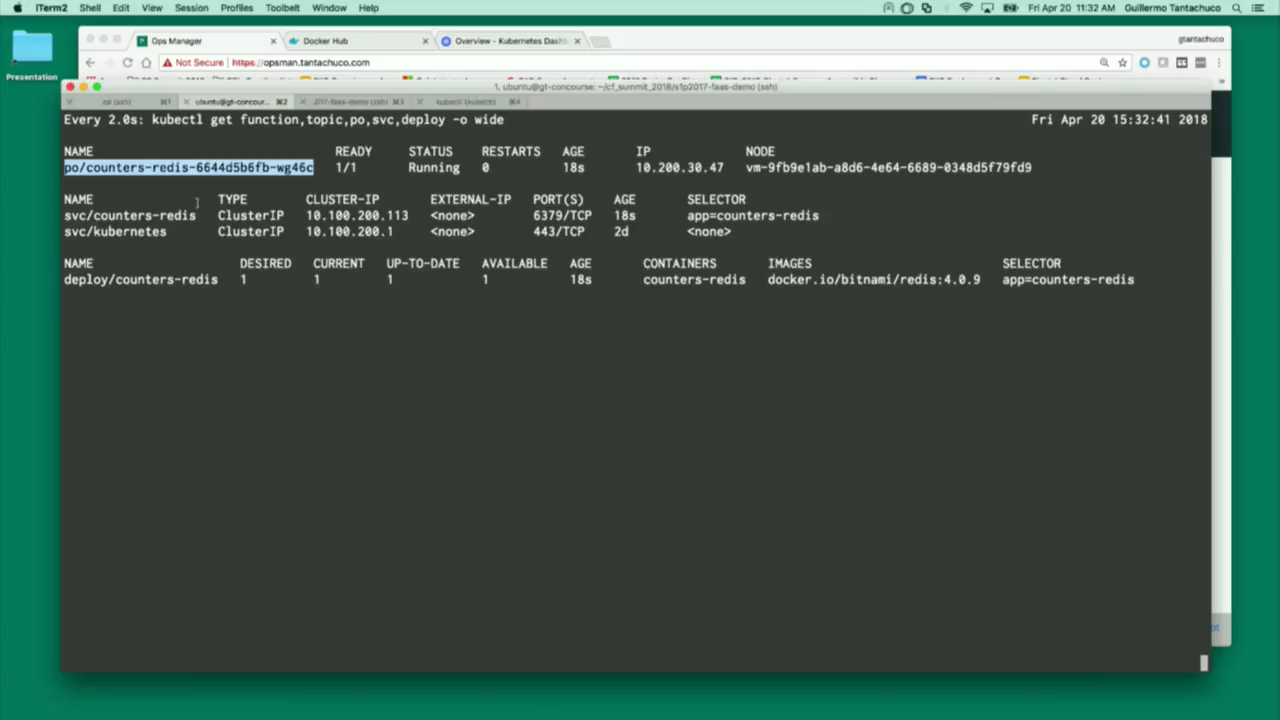 iTerm2 Shell Edit View Session Profiles Toolbelt Window Help Fri Apr 20 11:32 AM Guillermo Tantachuco
Ops Manager Docker Hub Overview - Kubernetes Dash gtantachuco
Presentation
Not Secure https://opsman.tantachuco.com
1. ubuntu@gt-concourse: ~/cf_summit_2018/s1p2017-faas-demo (ssh)
(ssh) ⌘1 ubuntu@gt-concour... ⌘2 ..017-faas-demo (ssh) ⌘3 kubectl (kubectl) ⌘4
Every 2.0s: kubectl get function,topic,po,svc,deploy -o wide Fri Apr 20 15:32:41 2018
NAME READY STATUS RESTARTS AGE IP NODE
po/counters-redis-6644d5b6fb-wg46c 1/1 Running 0 18s 10.200.30.47 vm-9fb9e1ab-a8d6-4e64-6689-0348d5f79fd9
NAME TYPE CLUSTER-IP EXTERNAL-IP PORT(S) AGE SELECTOR
svc/counters-redis ClusterIP 10.100.200.113 <none> 6379/TCP 18s app=counters-redis
svc/kubernetes ClusterIP 10.100.200.1 <none> 443/TCP 2d <none>
NAME DESIRED CURRENT UP-TO-DATE AVAILABLE AGE CONTAINERS IMAGES SELECTOR
deploy/counters-redis 1 1 1 1 18s counters-redis docker.io/bitnami/redis:4.0.9 app=counters-redis